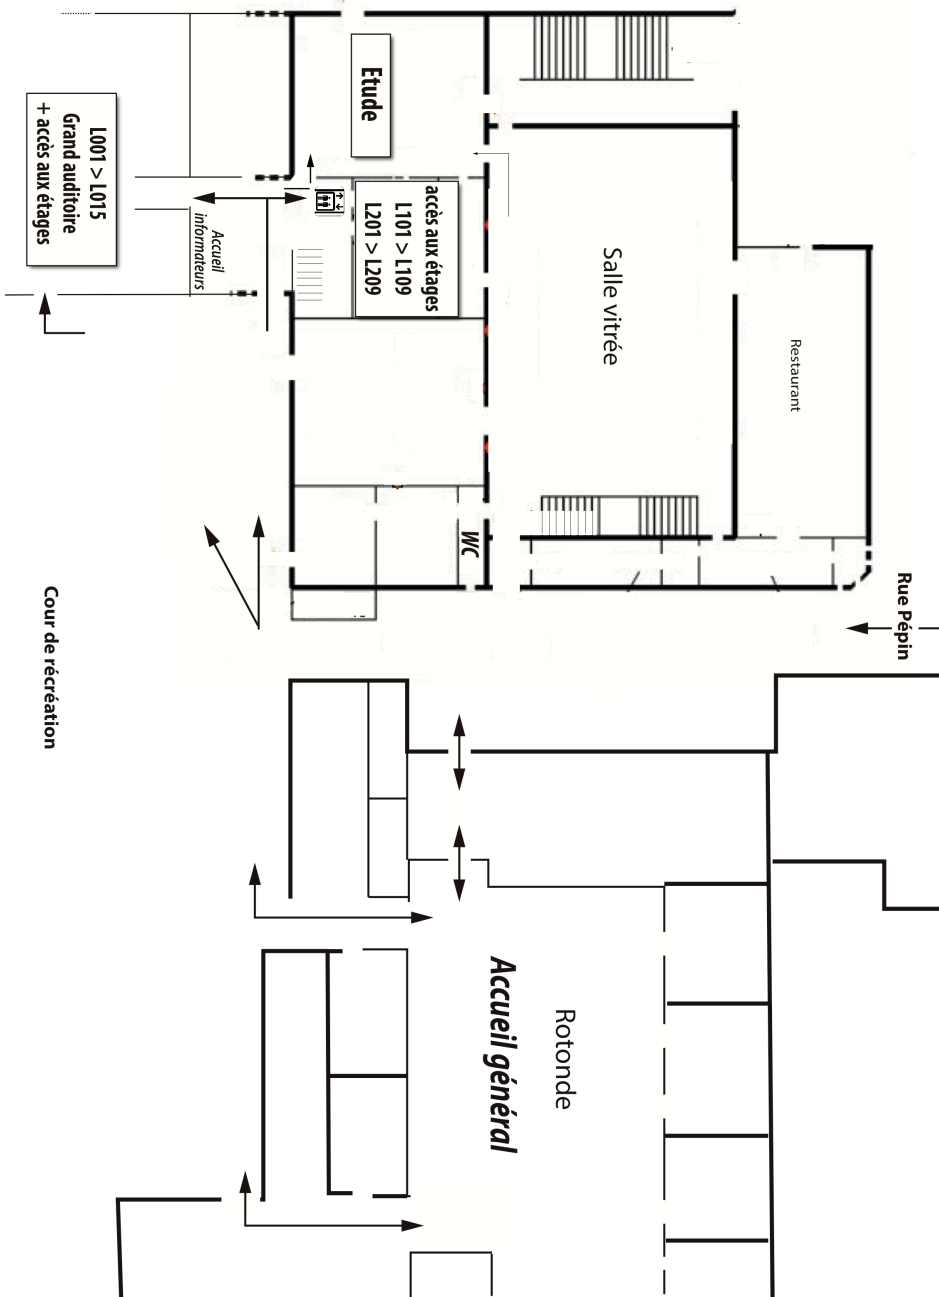 Etude
L001 > L015
Grand auditoire
+ accès aux étages
accès aux étages
L101 > L109
L201 > L209
Accueil
informateurs
Salle vitrée
Restaurant
WC
Rue Pépin
Cour de récréation
Rotonde
Accueil général